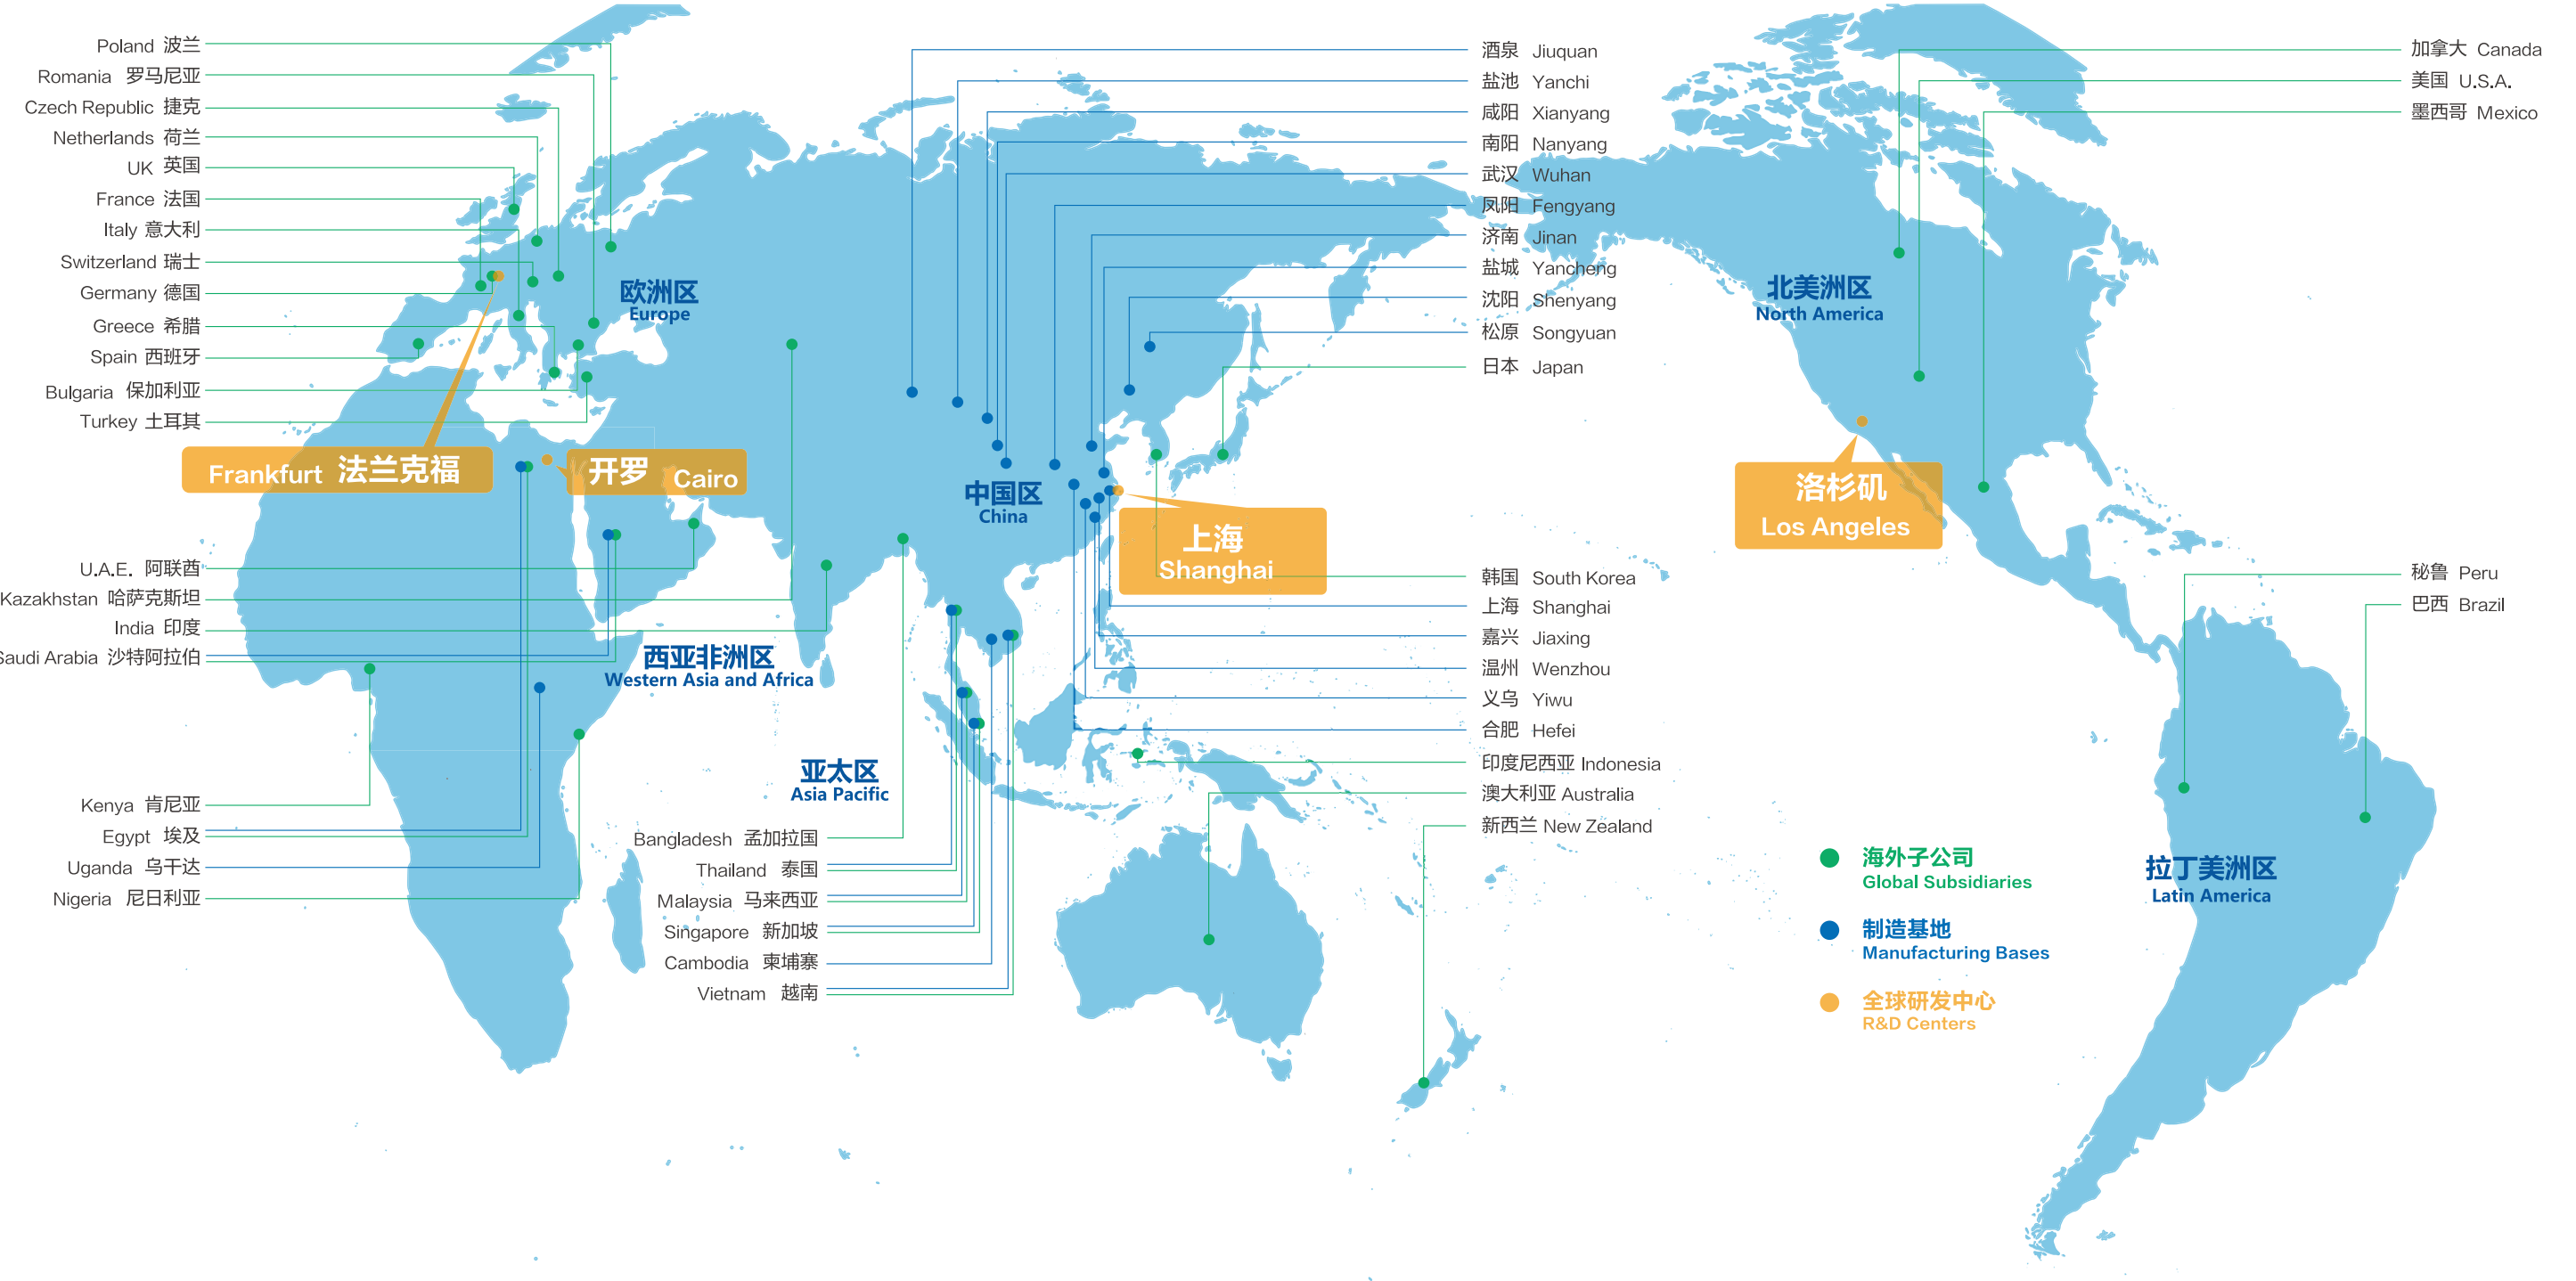 Poland 波兰
Romania 罗马尼亚
Czech Republic 捷克
Netherlands 荷兰
UK 英国
France 法国
Italy 意大利
Switzerland 瑞士
Germany 德国
Greece 希腊
Spain 西班牙
Bulgaria 保加利亚
Turkey 土耳其
Frankfurt 法兰克福
开罗 Cairo
欧洲区
Europe
U.A.E. 阿联酋
Kazakhstan 哈萨克斯坦
India 印度
Saudi Arabia 沙特阿拉伯
西亚非洲区
Western Asia and Africa
Kenya 肯尼亚
Egypt 埃及
Uganda 乌干达
Nigeria 尼日利亚
亚太区
Asia Pacific
Bangladesh 孟加拉国
Thailand 泰国
Malaysia 马来西亚
Singapore 新加坡
Cambodia 柬埔寨
Vietnam 越南
中国区
China
上海
Shanghai
酒泉 Jiuquan
盐池 Yanchi
咸阳 Xianyang
南阳 Nanyang
武汉 Wuhan
凤阳 Fengyang
济南 Jinan
盐城 Yancheng
沈阳 Shenyang
松原 Songyuan
日本 Japan
韩国 South Korea
上海 Shanghai
嘉兴 Jiaxing
温州 Wenzhou
义乌 Yiwu
合肥 Hefei
印度尼西亚 Indonesia
澳大利亚 Australia
新西兰 New Zealand
加拿大 Canada
美国 U.S.A.
墨西哥 Mexico
北美洲区
North America
洛杉矶
Los Angeles
秘鲁 Peru
巴西 Brazil
拉丁美洲区
Latin America
海外子公司
Global Subsidiaries
制造基地
Manufacturing Bases
全球研发中心
R&D Centers